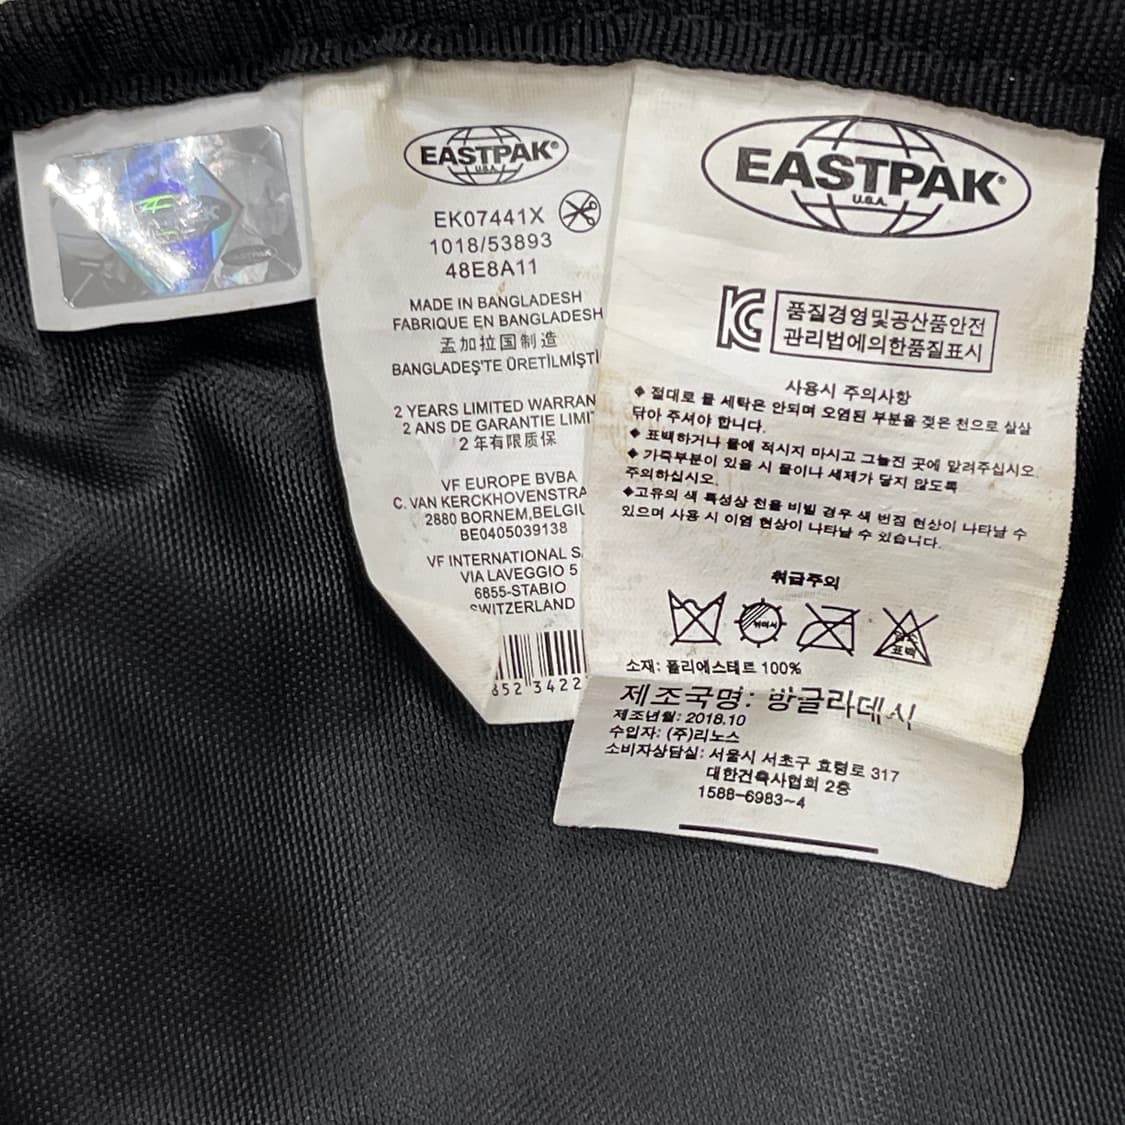 EASTPAK
EASTPAK®
U.S.A.
EK07441X
1018/53893
48E8A11
MADE IN BANGLADESH
FABRIQUE EN BANGLADESH
孟加拉国制造
BANGLADEŞ'TE ÜRETİLMİŞTİ
2 YEARS LIMITED WARRAN
2 ANS DE GARANTIE LIMI
2年有限质保
VF EUROPE BVBA
C. VAN KERCKHOVENSTRA
2880 BORNEM,BELGIU
BE0405039138
VF INTERNATIONAL S.
VIA LAVEGGIO 5
6855-STABIO
SWITZERLAND
852 3422
EASTPAK®
U.S.A.
품질경영및공산품안전
관리법에의한품질표시
사용시 주의사항
◆ 절대로 물 세탁은 안되며 오염된 부분을 젖은 천으로 살살
닦아 주셔야 합니다.
◆ 표백하거나 물에 적시지 마시고 그늘진 곳에 말려주십시오.
◆ 가죽부분이 있을 시 물이나 세제가 닿지 않도록
주의하십시오.
◆고유의 색 특성상 천을 비빌 경우 색 번짐 현상이 나타날 수
있으며 사용 시 이염 현상이 나타날 수 있습니다.
취급주의
표백
소재: 폴리에스테르 100%
제조국명: 방글라데시
제조년월: 2018.10
수입자: (주)리노스
소비자상담실: 서울시 서초구 효령로 317
대한건축사협회 2층
1588-6983~4